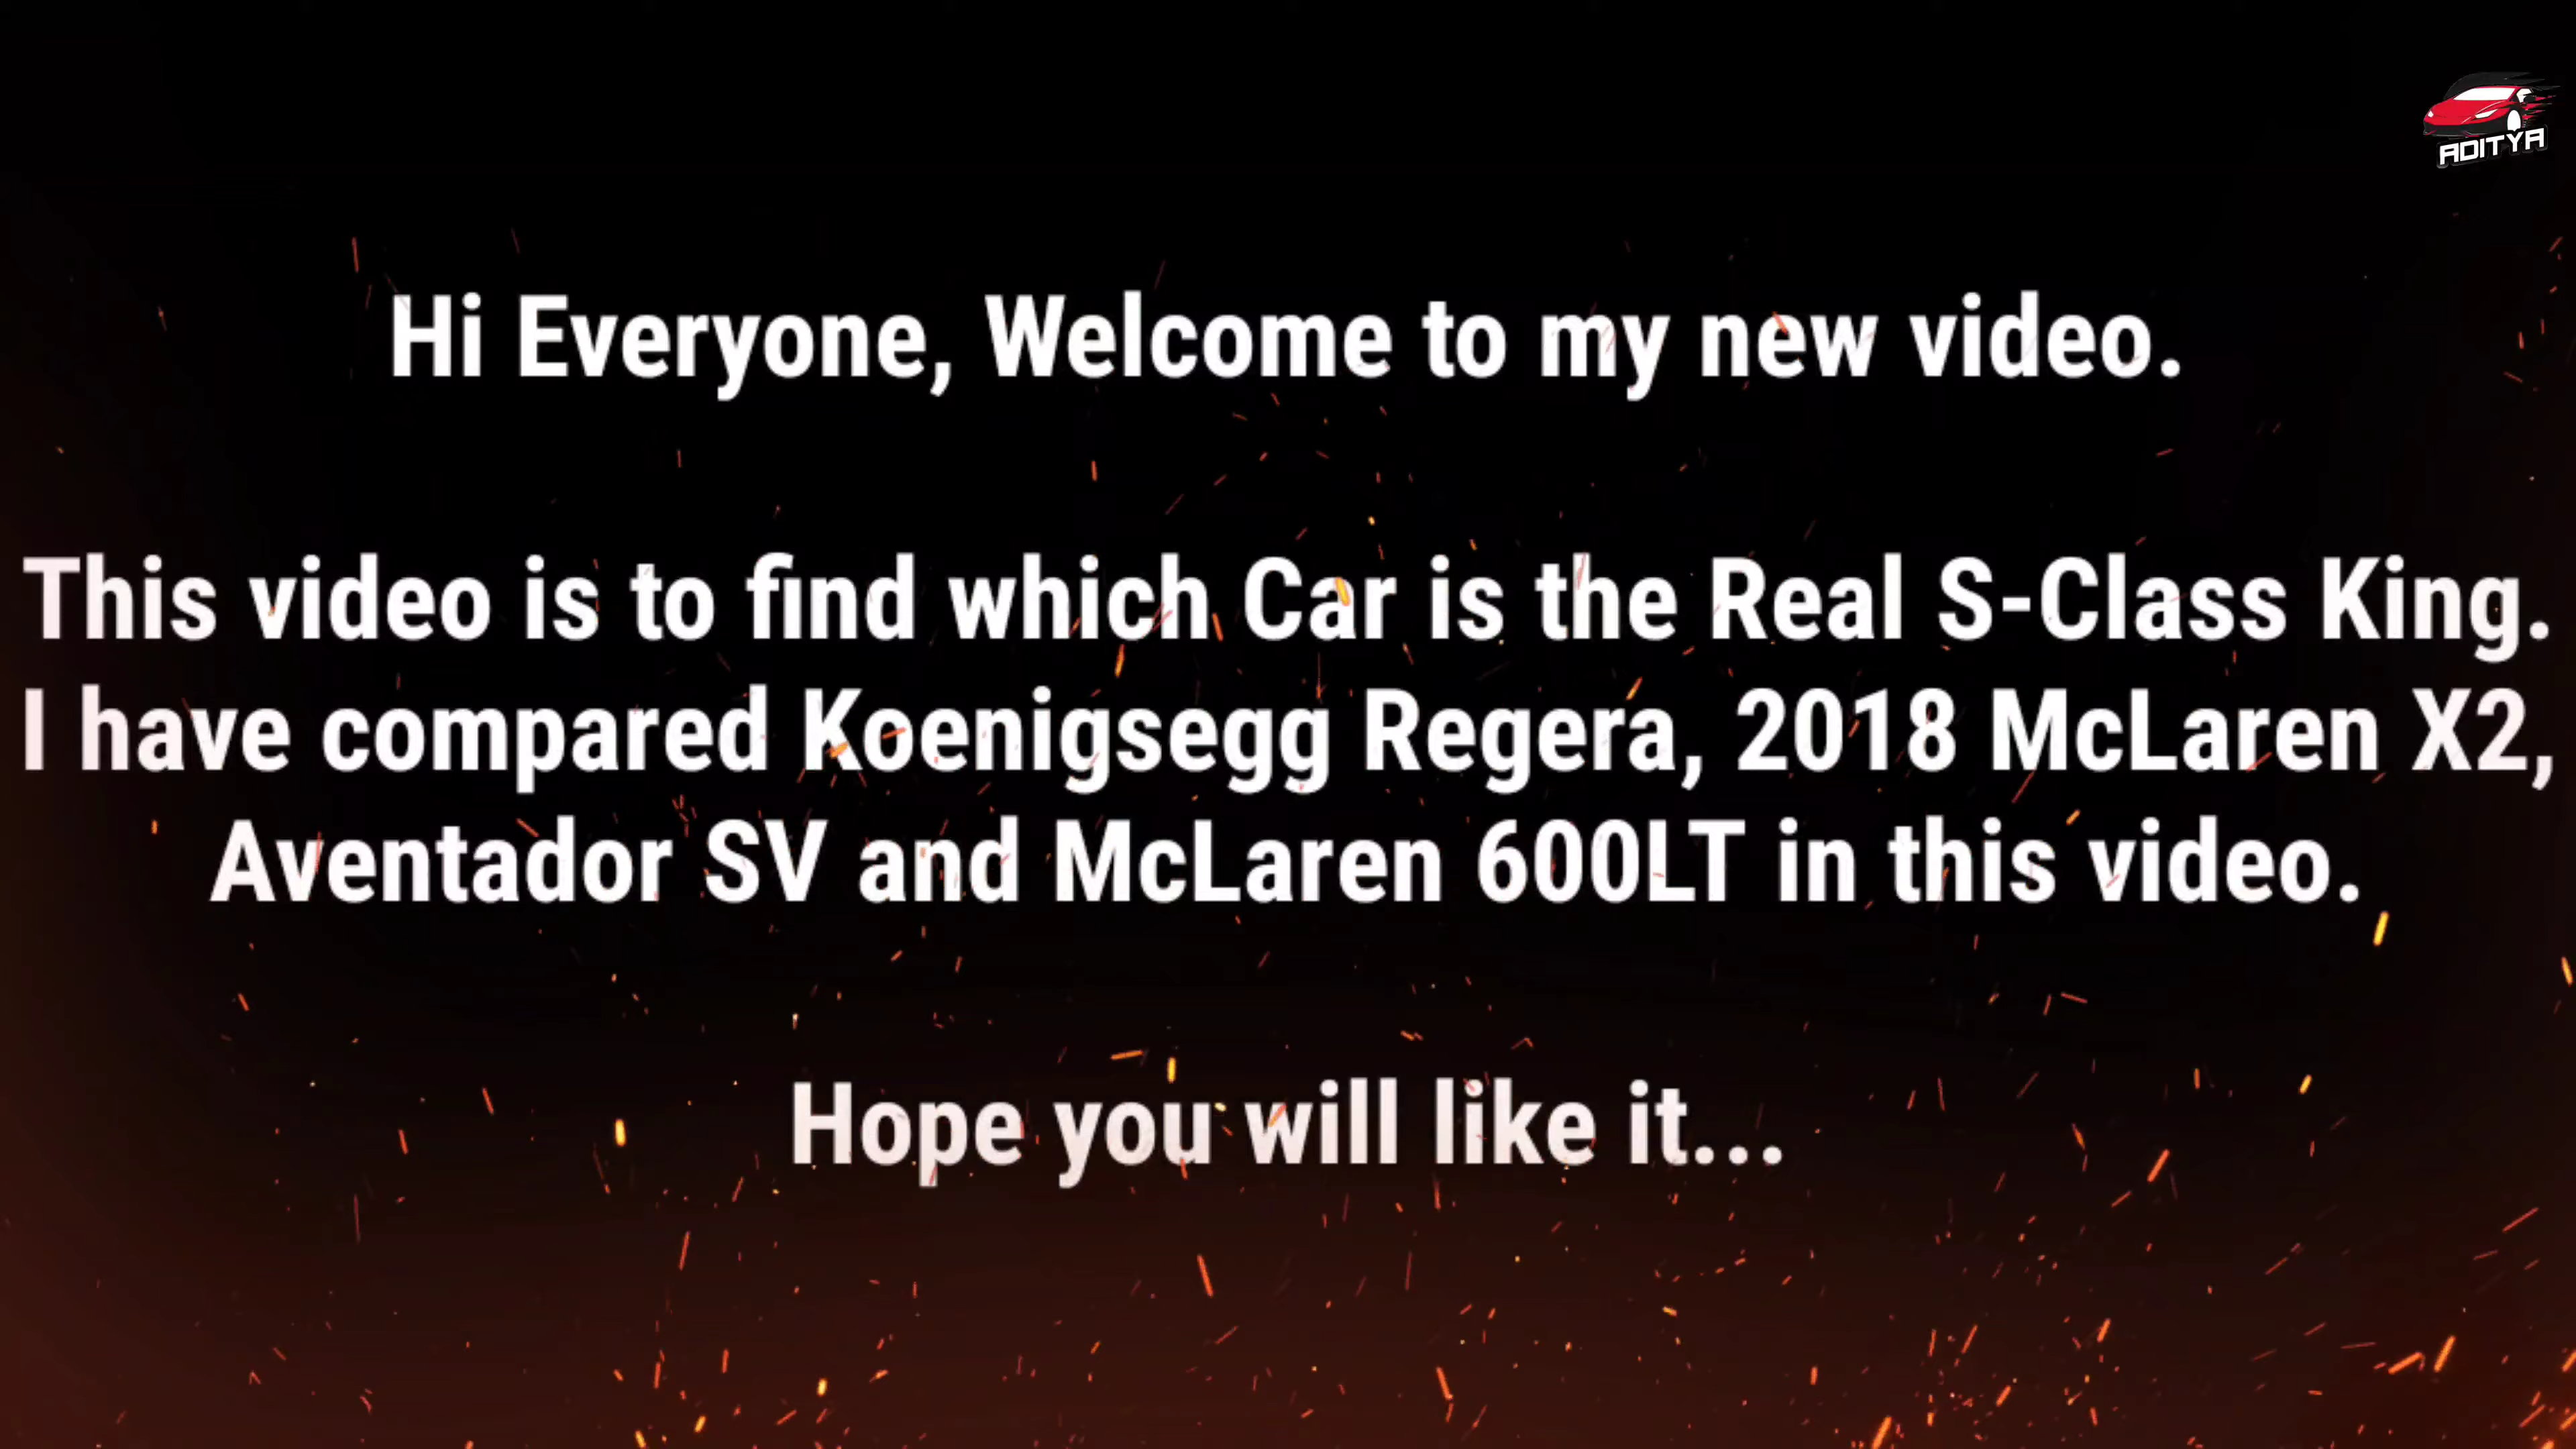 ADITYA
Hi Everyone, Welcome to my new video.
This video is to find which Car is the Real S-Class King.
I have compared Koenigsegg Regera, 2018 McLaren X2,
Aventador SV and McLaren 600LT in this video.
Hope you will like it...